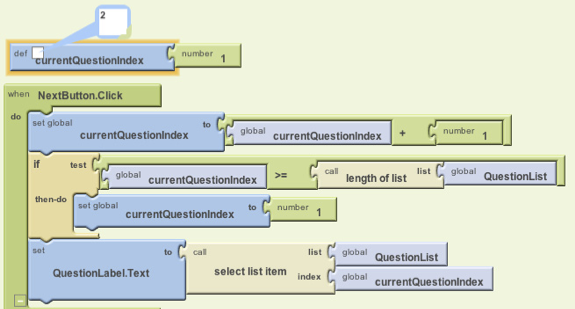 2
def currentQuestionIndex number 1
when NextButton.Click
do set global currentQuestionIndex to global currentQuestionIndex + number 1
if test global currentQuestionIndex >= call length of list list global QuestionList
then-do set global currentQuestionIndex to number 1
set QuestionLabel.Text to call select list item list global QuestionList
index global currentQuestionIndex